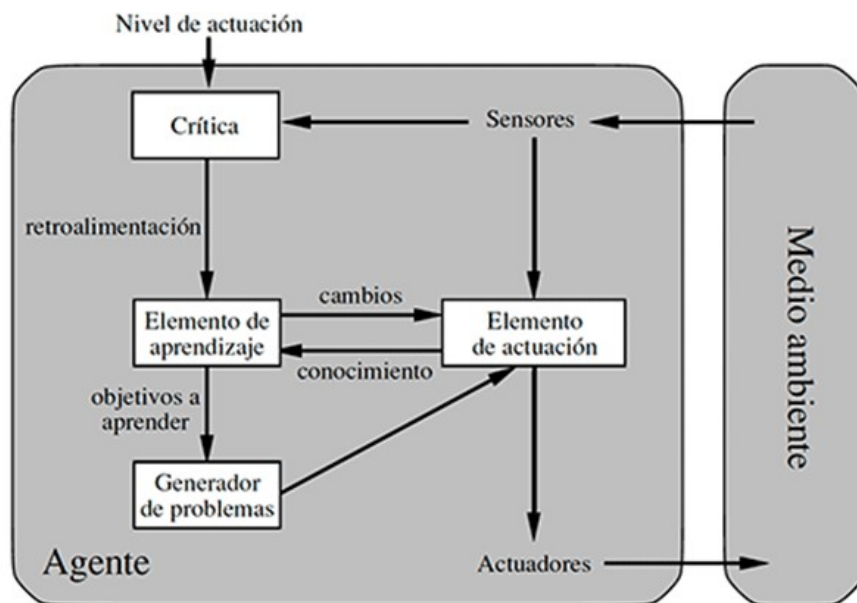 Nivel de actuación
Crítica
Sensores
retroalimentación
cambios
Elemento de
aprendizaje
Elemento
de actuación
conocimiento
objetivos a
aprender
Generador
de problemas
Agente
Actuadores
Medio ambiente